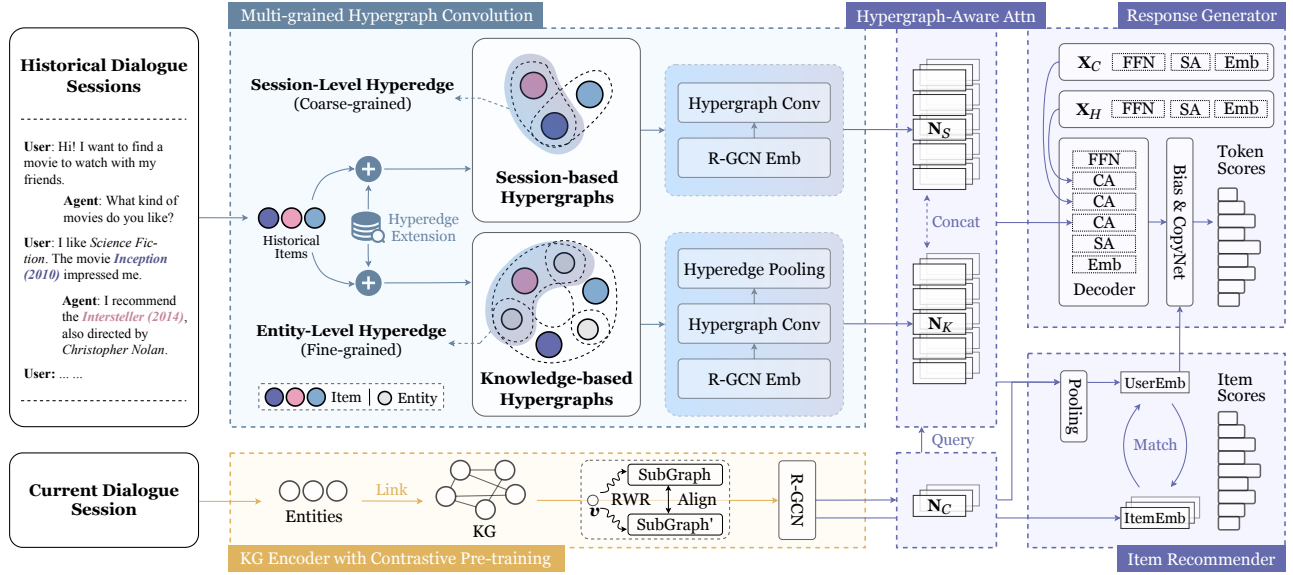 Multi-grained Hypergraph Convolution
Hypergraph-Aware Attn
Response Generator
Historical Dialogue
Sessions
User: Hi! I want to find a
movie to watch with my
friends.
Agent: What kind of
movies do you like?
User: I like Science Fic-
tion. The movie Inception
(2010) impressed me.
Agent: I recommend
the Intersteller (2014),
also directed by
Christopher Nolan.
User: ... ...
Session-Level Hyperedge
(Coarse-grained)
Historical
Items
Hyperedge
Extension
Entity-Level Hyperedge
(Fine-grained)
Item | Entity
Session-based
Hypergraphs
Knowledge-based
Hypergraphs
Hypergraph Conv
R-GCN Emb
Hyperedge Pooling
Hypergraph Conv
R-GCN Emb
N_S
Concat
N_K
Query
N_C
X_C FFN SA Emb
X_H FFN SA Emb
FFN
CA
CA
CA
SA
Emb
Decoder
Bias & CopyNet
Token
Scores
Pooling
UserEmb
Match
ItemEmb
Item
Scores
Item Recommender
Current Dialogue
Session
Entities
Link
KG
v
RWR
SubGraph
Align
SubGraph'
R-GCN
KG Encoder with Contrastive Pre-training